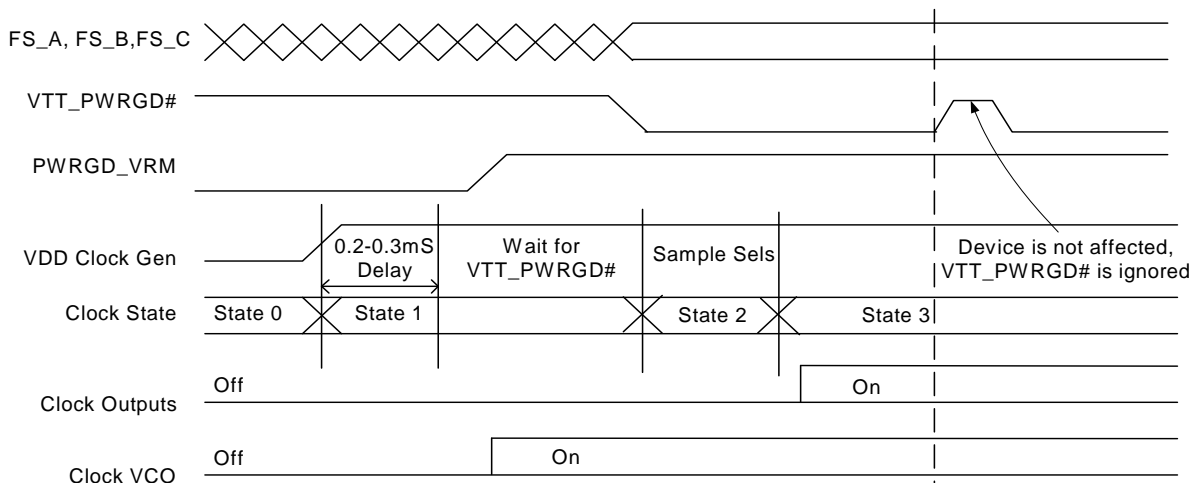 FS_A, FS_B,FS_C
VTT_PWRGD#
PWRGD_VRM
VDD Clock Gen
0.2-0.3mS
Delay
Wait for
VTT_PWRGD#
Sample Sels
Device is not affected,
VTT_PWRGD# is ignored
Clock State
State 0
State 1
State 2
State 3
Clock Outputs
Off
On
Clock VCO
Off
On